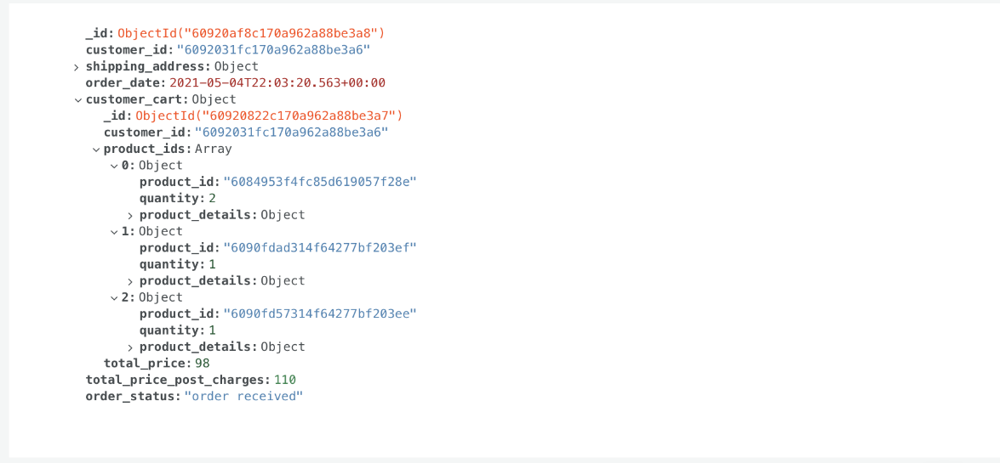 _id: ObjectId("60920af8c170a962a88be3a8")
customer_id: "6092031fc170a962a88be3a6"
shipping_address: Object
order_date: 2021-05-04T22:03:20.563+00:00
customer_cart: Object
_id: ObjectId("60920822c170a962a88be3a7")
customer_id: "6092031fc170a962a88be3a6"
product_ids: Array
0: Object
product_id: "6084953f4fc85d619057f28e"
quantity: 2
product_details: Object
1: Object
product_id: "6090fdad314f64277bf203ef"
quantity: 1
product_details: Object
2: Object
product_id: "6090fd57314f64277bf203ee"
quantity: 1
product_details: Object
total_price: 98
total_price_post_charges: 110
order_status: "order received"